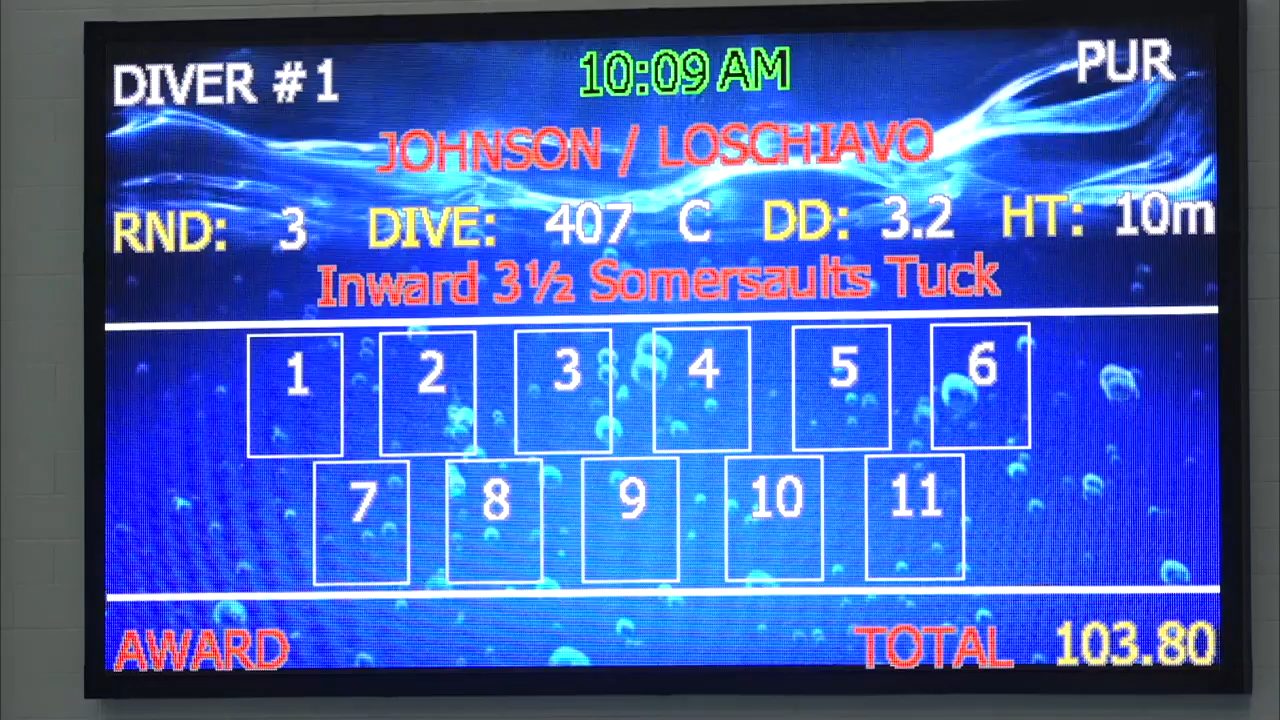 DIVER #1 10:09 AM PUR
JOHNSON / LOSCHIAVO
RND: 3 DIVE: 407 C DD: 3.2 HT: 10m
Inward 3½ Somersaults Tuck
1 2 3 4 5 6
7 8 9 10 11
AWARD TOTAL 103.80